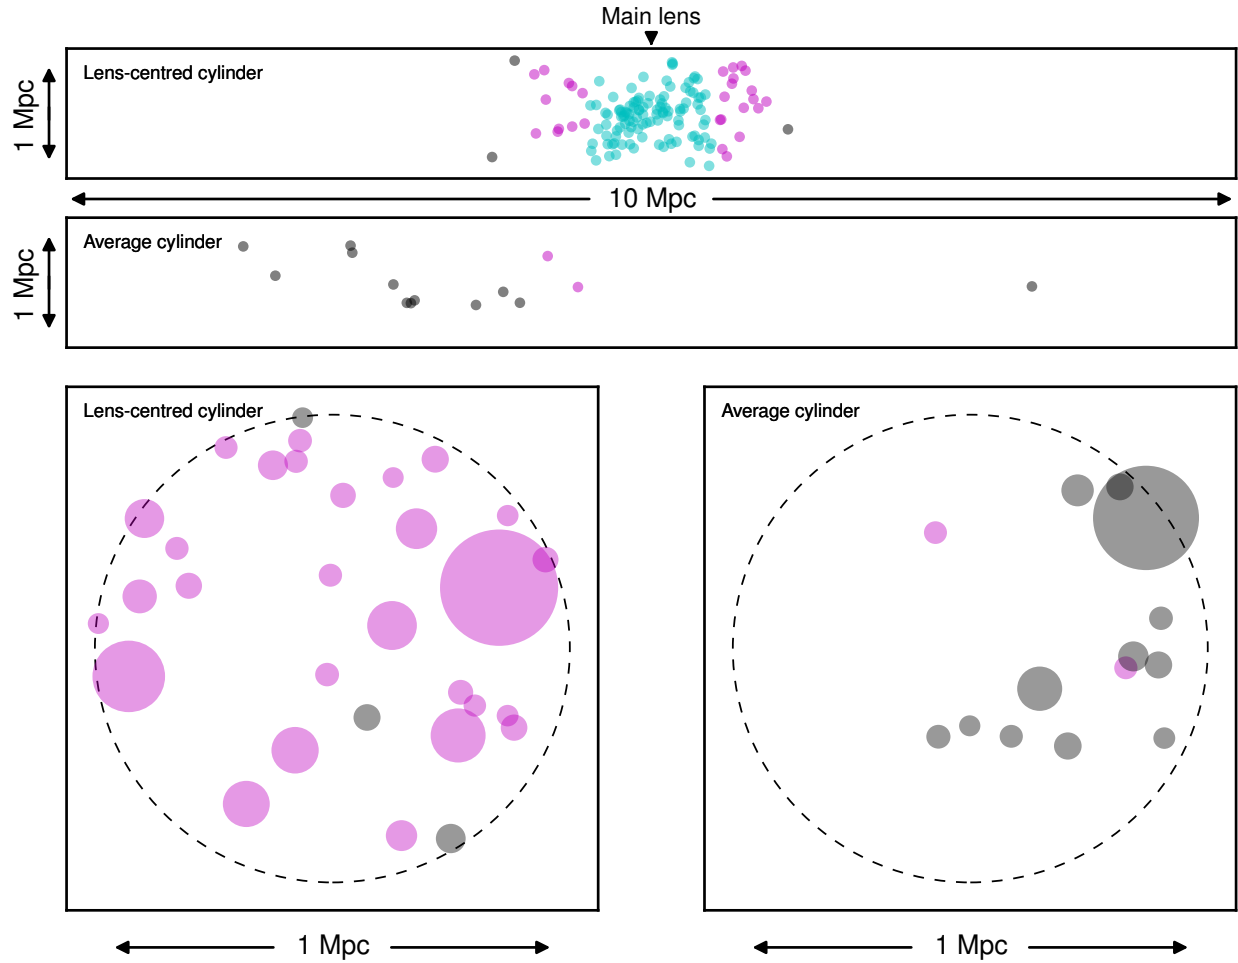 Main lens
Lens-centred cylinder
1 Mpc
10 Mpc
Average cylinder
1 Mpc
Lens-centred cylinder
Average cylinder
1 Mpc
1 Mpc